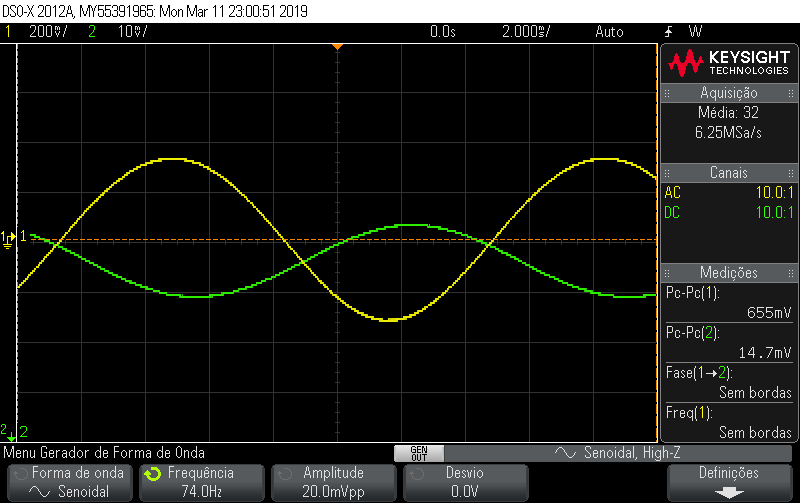 DSO-X 2012A, MY55391965: Mon Mar 11 23:00:51 2019
1 200♉/ 2 10♉/ 0.0s 2.000♏/ Auto W
KEYSIGHT
TECHNOLOGIES
Aquisição
Média: 32
6.25MSa/s
Canais
AC 10.0:1
DC 10.0:1
Medições
Pc-Pc(1):
655mV
Pc-Pc(2):
14.7mV
Fase(1→2):
Sem bordas
Freq(1):
Sem bordas
1 1
2 2
Menu Gerador de Forma de Onda
GEN
OUT
Senoidal, High-Z
Forma de onda
Senoidal
Frequência
74.0Hz
Amplitude
20.0mVpp
Desvio
0.0V
Definições